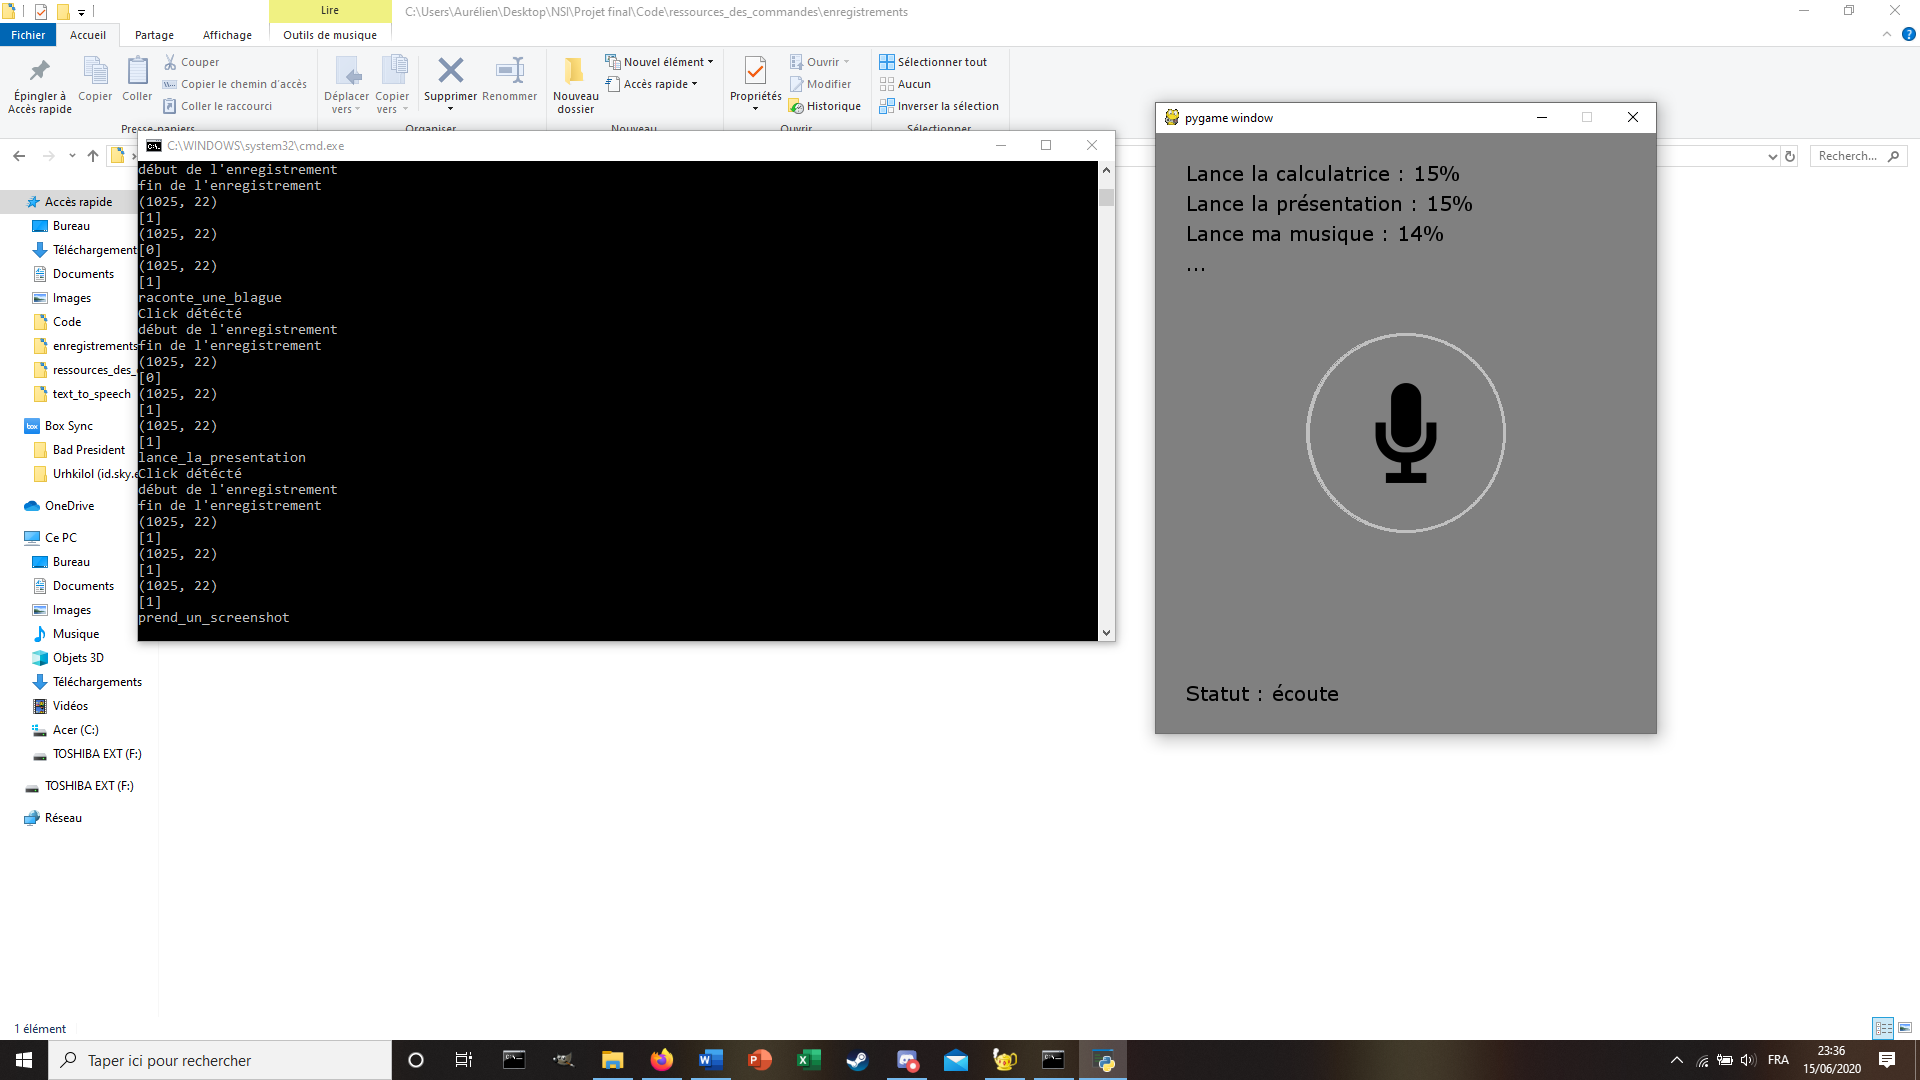 Lire
C:\Users\Aurélien\Desktop\NSI\Projet final\Code\ressources_des_commandes\enregistrements
Fichier
Accueil
Partage
Affichage
Outils de musique
Épingler à
Accès rapide
Copier
Coller
Couper
Copier le chemin d'accès
Coller le raccourci
Presse-papiers
Déplacer
vers
Copier
vers
Supprimer
Renommer
Organiser
Nouveau
dossier
Nouvel élément
Accès rapide
Nouveau
Propriétés
Ouvrir
Modifier
Historique
Ouvrir
Sélectionner tout
Aucun
Inverser la sélection
Sélectionner
Recherch...
Accès rapide
Bureau
Téléchargement
Documents
Images
Code
enregistrements
ressources_des_
text_to_speech
Box Sync
Bad President
Urhkilol (id.sky.e
OneDrive
Ce PC
Bureau
Documents
Images
Musique
Objets 3D
Téléchargements
Vidéos
Acer (C:)
TOSHIBA EXT (F:)
TOSHIBA EXT (F:)
Réseau
1 élément
C:\WINDOWS\system32\cmd.exe
début de l'enregistrement
fin de l'enregistrement
(1025, 22)
[1]
(1025, 22)
[0]
(1025, 22)
[1]
raconte_une_blague
Click détécté
début de l'enregistrement
fin de l'enregistrement
(1025, 22)
[0]
(1025, 22)
[1]
(1025, 22)
[1]
lance_la_presentation
Click détécté
début de l'enregistrement
fin de l'enregistrement
(1025, 22)
[1]
(1025, 22)
[1]
(1025, 22)
[1]
prend_un_screenshot
pygame window
Lance la calculatrice : 15%
Lance la présentation : 15%
Lance ma musique : 14%
...
Statut : écoute
Taper ici pour rechercher
FRA
23:36
15/06/2020